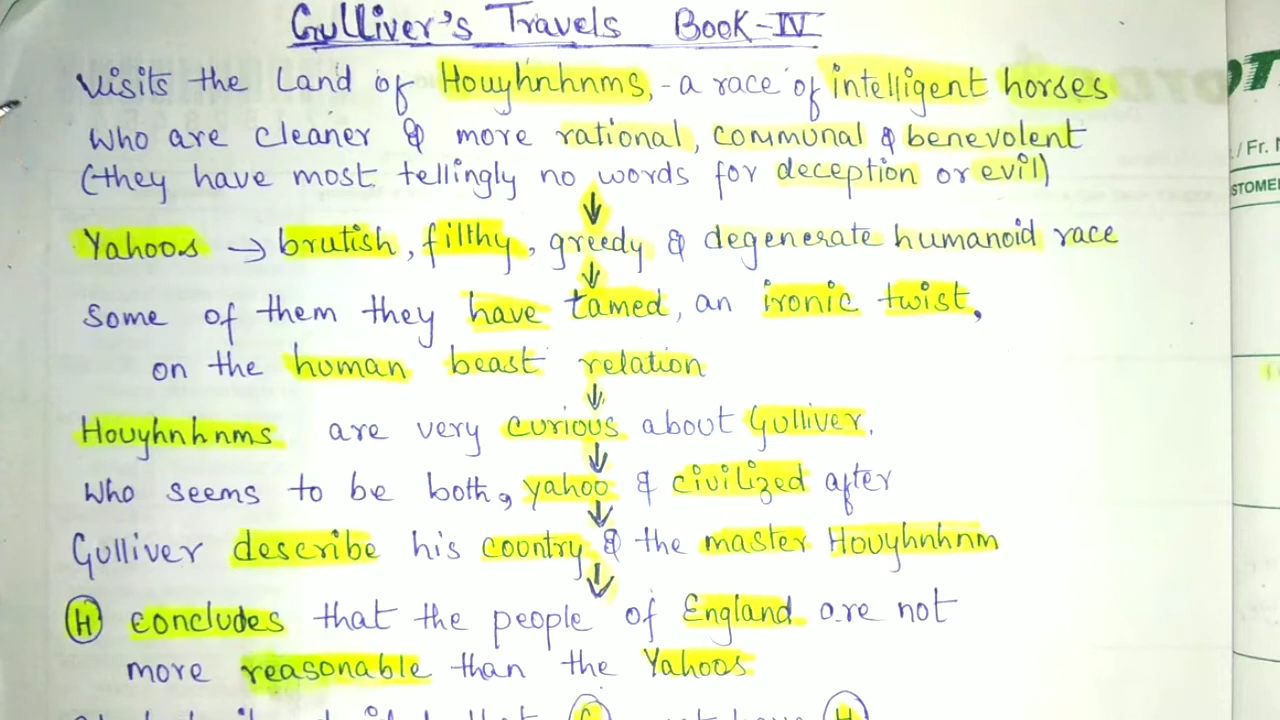 Gulliver's Travels Book-IV
Visits the Land of Houyhnhnms, - a race of intelligent horses
who are cleaner & more rational, communal & benevolent
(they have most tellingly no words for deception or evil)
Yahoos → brutish, filthy, greedy & degenerate humanoid race
Some of them they have tamed, an ironic twist,
on the human beast relation
Houyhnhnms are very curious about Gulliver,
who seems to be both, yahoo & civilized after
Gulliver describe his country & the master Houyhnhnm
H concludes that the people of England are not
more reasonable than the Yahoos
/ Fr.
STOME